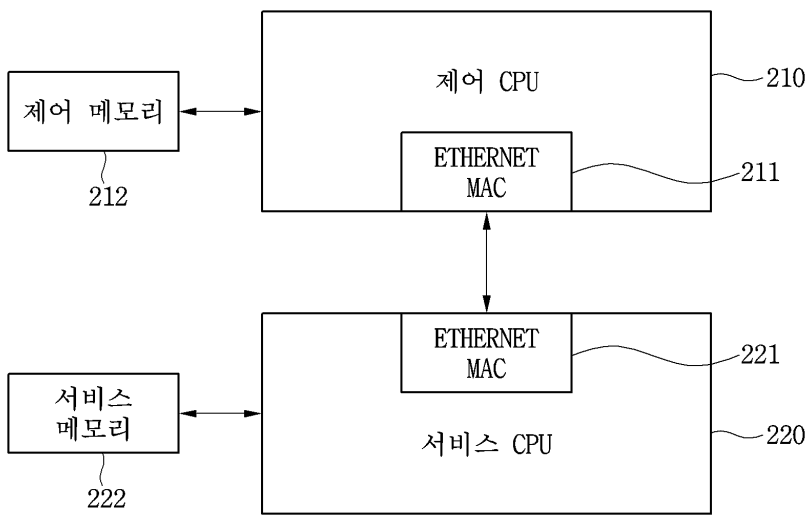 제어 CPU
210
제어 메모리
212
ETHERNET
MAC
211
ETHERNET
MAC
221
서비스
메모리
222
서비스 CPU
220